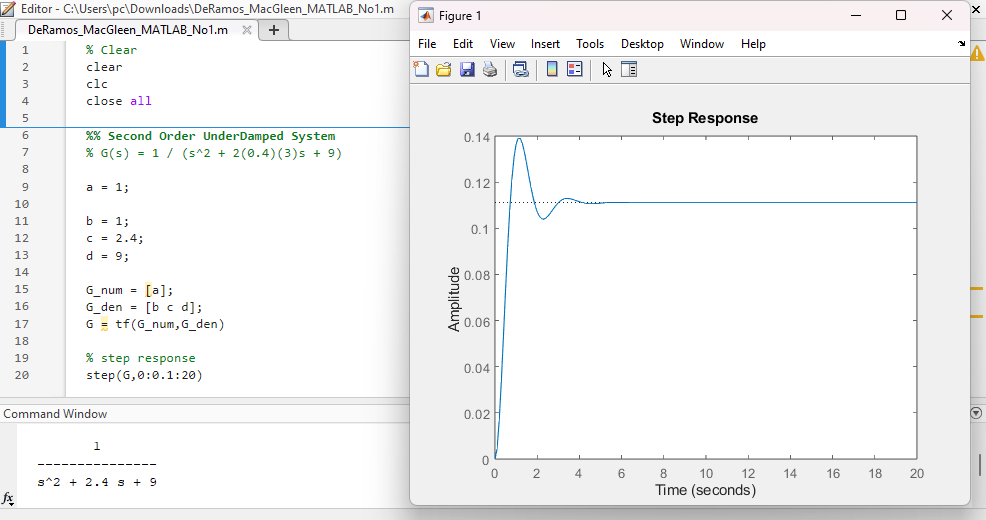 Editor - C:\Users\pc\Downloads\DeRamos_MacGleen_MATLAB_No1.m
DeRamos_MacGleen_MATLAB_No1.m
1 % Clear
2 clear
3 clc
4 close all
5
6 %% Second Order UnderDamped System
7 % G(s) = 1 / (s^2 + 2(0.4)(3)s + 9)
8
9 a = 1;
10
11 b = 1;
12 c = 2.4;
13 d = 9;
14
15 G_num = [a];
16 G_den = [b c d];
17 G = tf(G_num,G_den)
18
19 % step response
20 step(G,0:0.1:20)
Command Window
1
---------------
s^2 + 2.4 s + 9
fx
Figure 1
File Edit View Insert Tools Desktop Window Help
Step Response
0.14
0.12
0.1
0.08
0.06
0.04
0.02
0
Amplitude
0 2 4 6 8 10 12 14 16 18 20
Time (seconds)